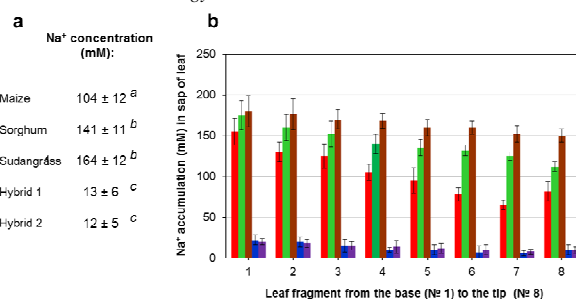 a
Na⁺ concentration
(mM):
Maize 104 ± 12 a
Sorghum 141 ± 11 b
Sudangrass 164 ± 12 b
Hybrid 1 13 ± 6 c
Hybrid 2 12 ± 5 c
b
Na⁺ accumulation (mM) in sap of leaf
250
200
150
100
50
0
1 2 3 4 5 6 7 8
Leaf fragment from the base (№ 1) to the tip (№ 8)